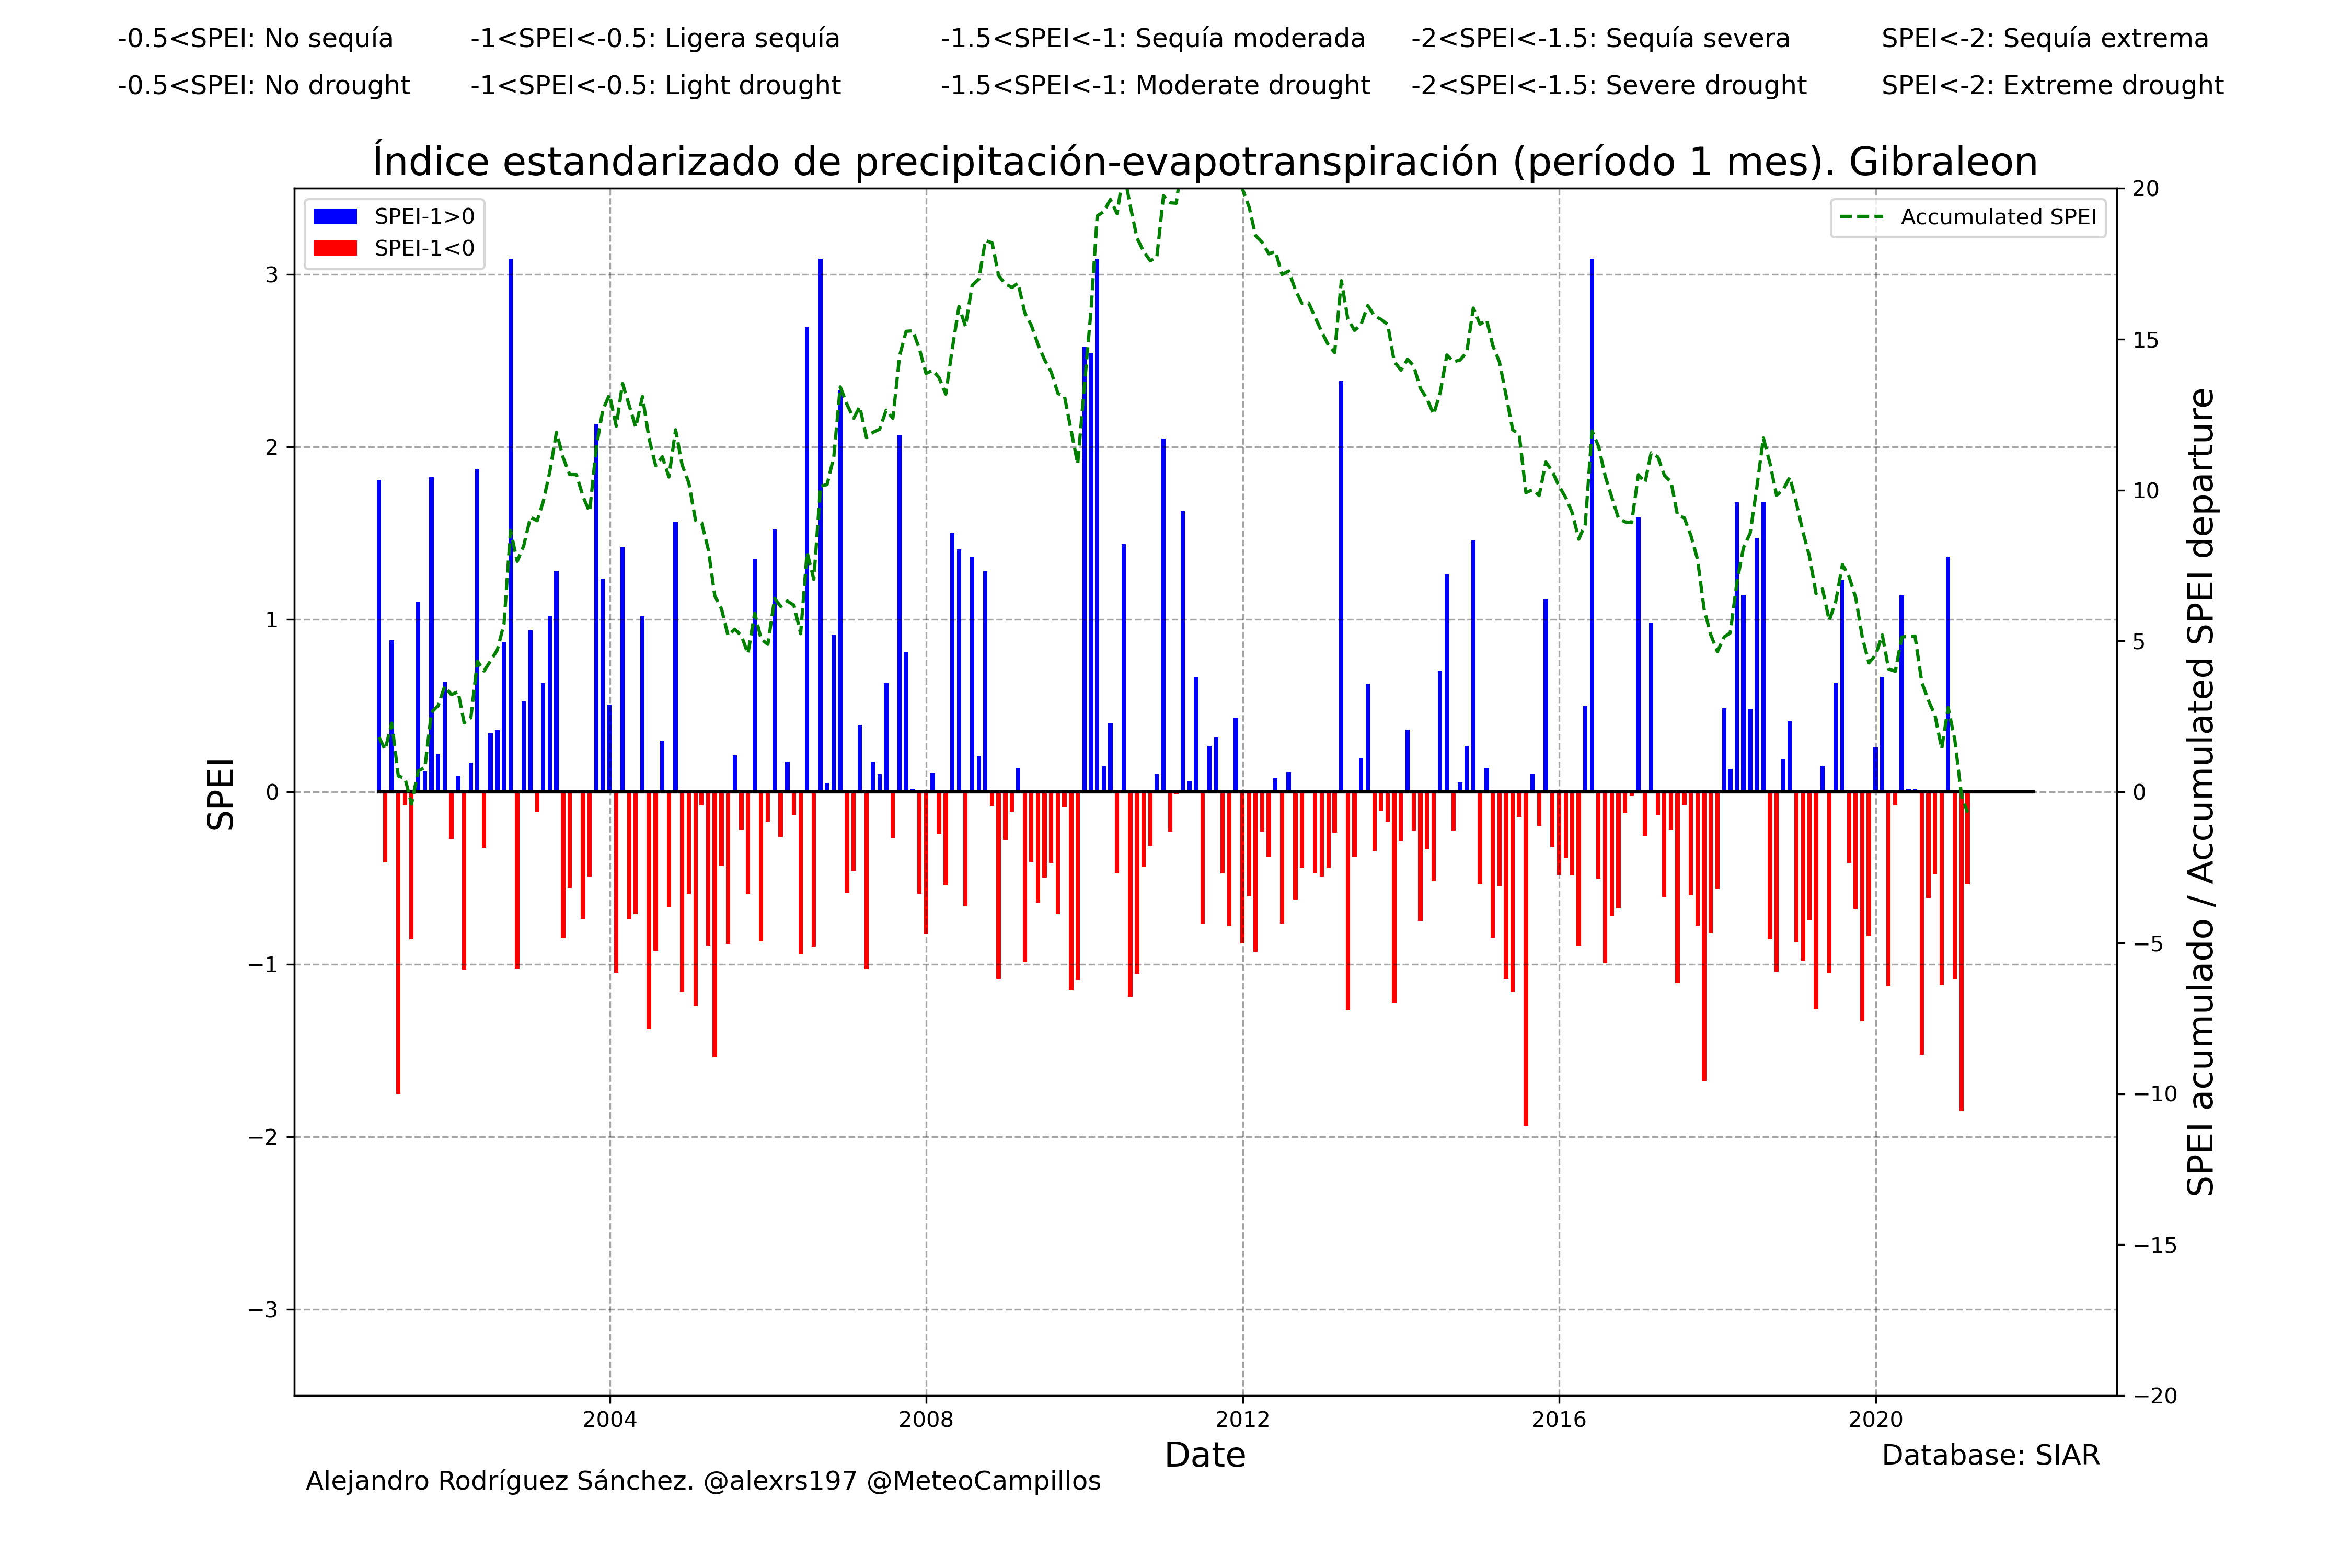 -0.5<SPEI: No sequía -1<SPEI<-0.5: Ligera sequía -1.5<SPEI<-1: Sequía moderada -2<SPEI<-1.5: Sequía severa SPEI<-2: Sequía extrema
-0.5<SPEI: No drought -1<SPEI<-0.5: Light drought -1.5<SPEI<-1: Moderate drought -2<SPEI<-1.5: Severe drought SPEI<-2: Extreme drought
Índice estandarizado de precipitación-evapotranspiración (período 1 mes). Gibraleon
SPEI-1>0
SPEI-1<0
Accumulated SPEI
SPEI
3
2
1
0
−1
−2
−3
20
15
10
5
0
−5
−10
−15
−20
SPEI acumulado / Accumulated SPEI departure
2004 2008 2012 2016 2020
Date
Database: SIAR
Alejandro Rodríguez Sánchez. @alexrs197 @MeteoCampillos